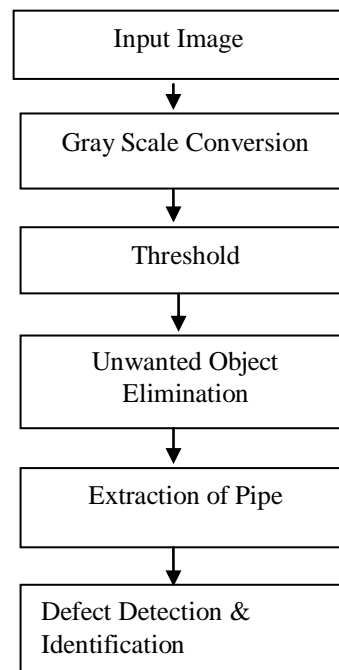 Input Image
Gray Scale Conversion
Threshold
Unwanted Object
Elimination
Extraction of Pipe
Defect Detection &
Identification